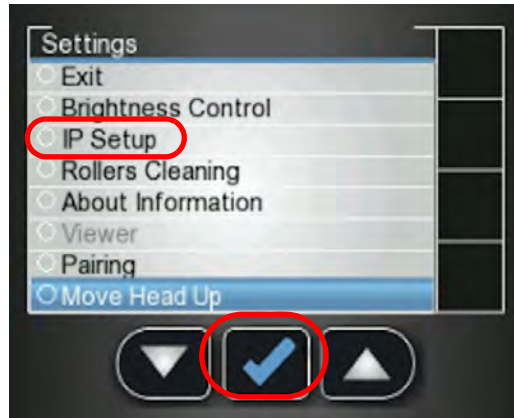 Settings
Exit
Brightness Control
IP Setup
Rollers Cleaning
About Information
Viewer
Pairing
Move Head Up